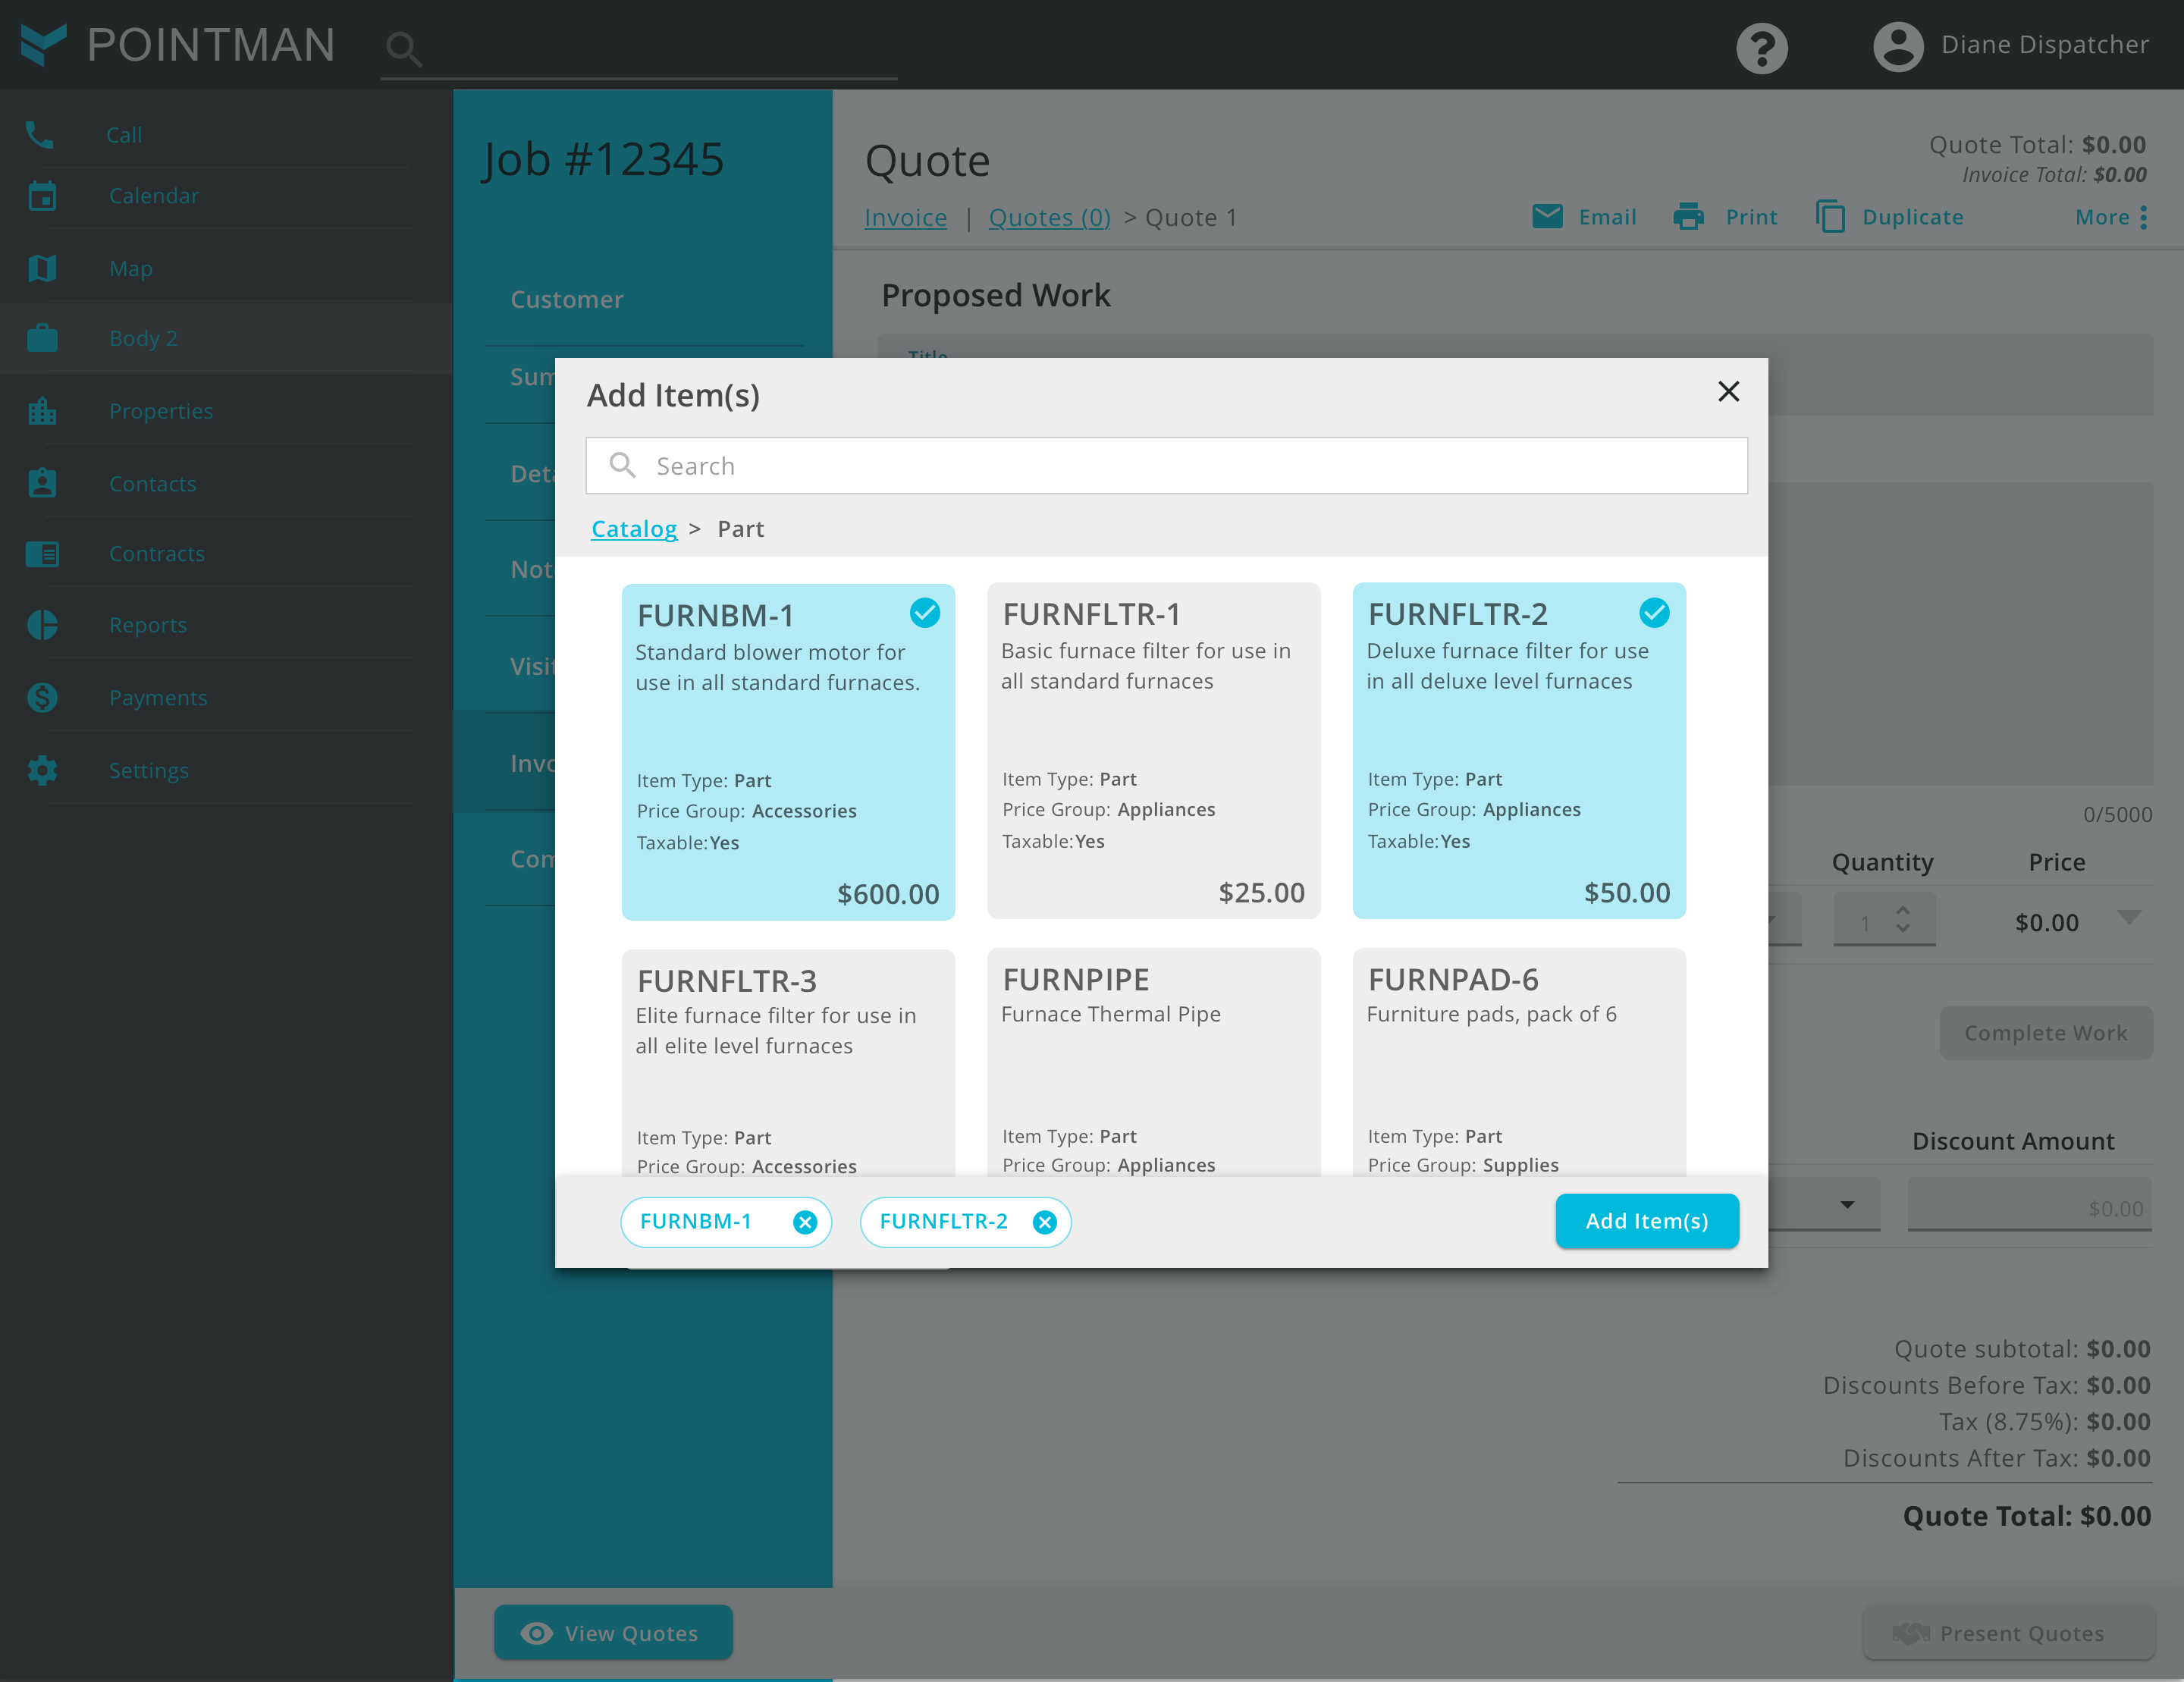 POINTMAN
Diane Dispatcher
Call
Calendar
Map
Body 2
Properties
Contacts
Contracts
Reports
Payments
Settings
Job #12345
Customer
Sum
Deta
Not
Visi
Invo
Com
Quote
Quote Total: $0.00
Invoice Total: $0.00
Invoice | Quotes (0) > Quote 1
Email
Print
Duplicate
More
Proposed Work
Title
Add Item(s)
Search
Catalog > Part
FURNBM-1
Standard blower motor for
use in all standard furnaces.
Item Type: Part
Price Group: Accessories
Taxable:Yes
$600.00
FURNFLTR-1
Basic furnace filter for use in
all standard furnaces
Item Type: Part
Price Group: Appliances
Taxable:Yes
$25.00
FURNFLTR-2
Deluxe furnace filter for use
in all deluxe level furnaces
Item Type: Part
Price Group: Appliances
Taxable:Yes
$50.00
FURNFLTR-3
Elite furnace filter for use in
all elite level furnaces
Item Type: Part
Price Group: Accessories
FURNPIPE
Furnace Thermal Pipe
Item Type: Part
Price Group: Appliances
FURNPAD-6
Furniture pads, pack of 6
Item Type: Part
Price Group: Supplies
FURNBM-1
FURNFLTR-2
Add Item(s)
0/5000
Quantity Price
1 $0.00
Complete Work
Discount Amount
$0.00
Quote subtotal: $0.00
Discounts Before Tax: $0.00
Tax (8.75%): $0.00
Discounts After Tax: $0.00
Quote Total: $0.00
View Quotes
Present Quotes